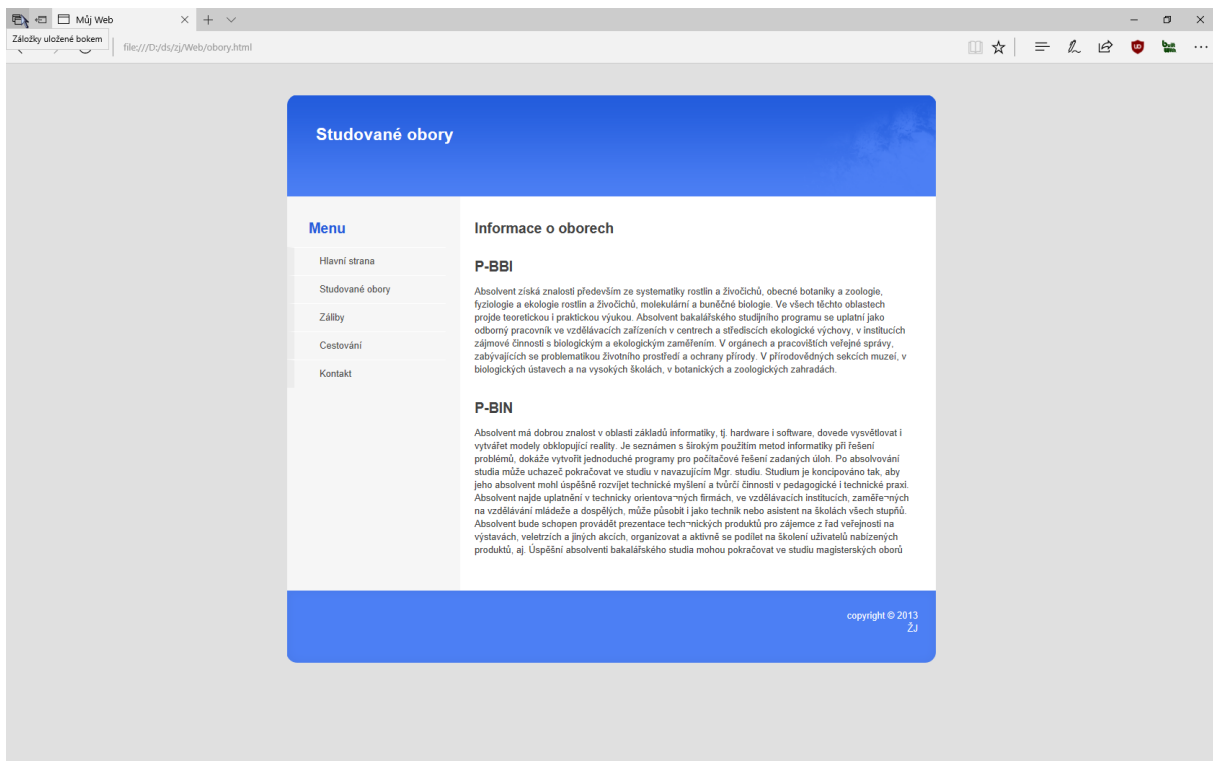 Můj Web
Záložky uložené bokem
file:///D:/ds/zj/Web/obory.html
Studované obory
Menu
Hlavní strana
Studované obory
Záliby
Cestování
Kontakt
Informace o oborech
P-BBI
Absolvent získá znalosti především ze systematiky rostlin a živočichů, obecné botaniky a zoologie,
fyziologie a ekologie rostlin a živočichů, molekulární a buněčné biologie. Ve všech těchto oblastech
projde teoretickou i praktickou výukou. Absolvent bakalářského studijního programu se uplatní jako
odborný pracovník ve vzdělávacích zařízeních v centrech a střediscích ekologické výchovy, v institucích
zájmové činnosti s biologickým a ekologickým zaměřením. V orgánech a pracovištích veřejné správy,
zabývajících se problematikou životního prostředí a ochrany přírody. V přírodovědných sekcích muzeí, v
biologických ústavech a na vysokých školách, v botanických a zoologických zahradách.
P-BIN
Absolvent má dobrou znalost v oblasti základů informatiky, tj. hardware i software, dovede vysvětlovat i
vytvářet modely obklopující reality. Je seznámen s širokým použitím metod informatiky při řešení
problémů, dokáže vytvořit jednoduché programy pro počítačové řešení zadaných úloh. Po absolvování
studia může uchazeč pokračovat ve studiu v navazujícím Mgr. studiu. Studium je koncipováno tak, aby
jeho absolvent mohl úspěšně rozvíjet technické myšlení a tvůrčí činnosti v pedagogické i technické praxi.
Absolvent najde uplatnění v technicky orientova¬ných firmách, ve vzdělávacích institucích, zaměře¬ných
na vzdělávání mládeže a dospělých, může působit i jako technik nebo asistent na školách všech stupňů.
Absolvent bude schopen provádět prezentace tech¬nických produktů pro zájemce z řad veřejnosti na
výstavách, veletrzích a jiných akcích, organizovat a aktivně se podílet na školení uživatelů nabízených
produktů, aj. Úspěšní absolventi bakalářského studia mohou pokračovat ve studiu magisterských oborů
copyright © 2013
ŽJ